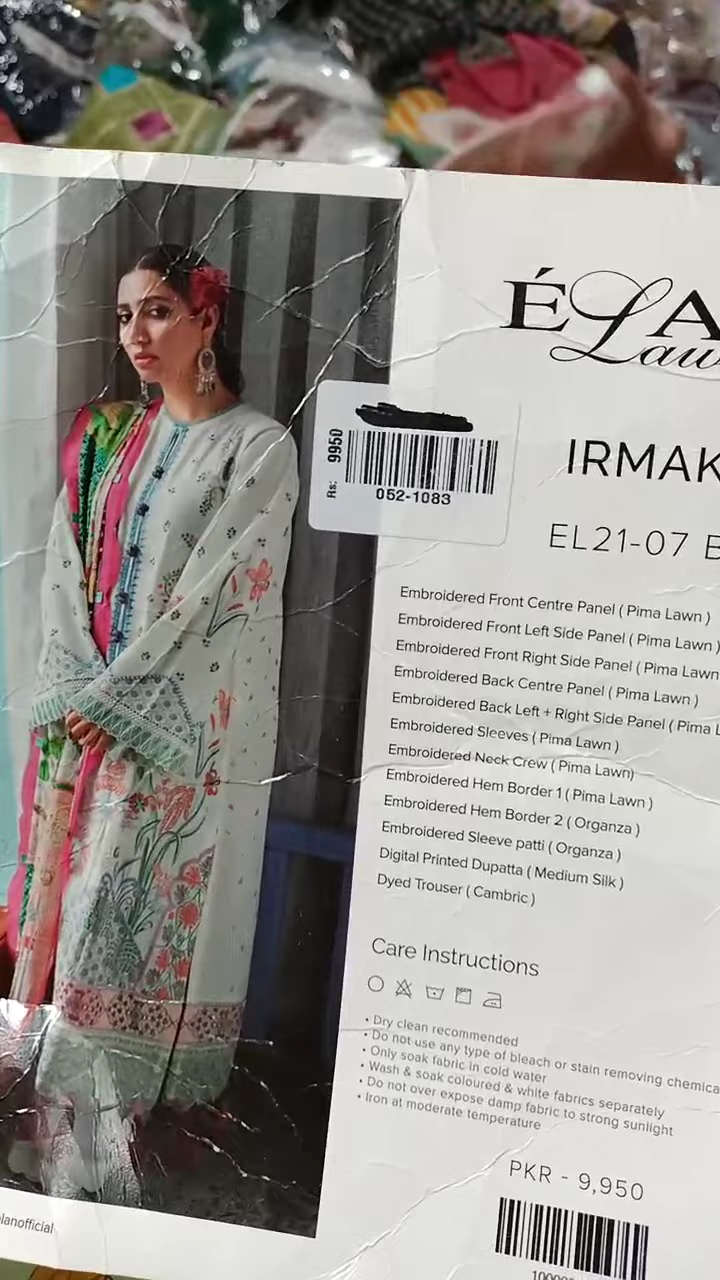 ÉLA
Law
Rs: 9950
052-1083
IRMAK
EL21-07 B
Embroidered Front Centre Panel ( Pima Lawn )
Embroidered Front Left Side Panel ( Pima Lawn )
Embroidered Front Right Side Panel ( Pima Lawn
Embroidered Back Centre Panel ( Pima Lawn )
Embroidered Back Left + Right Side Panel ( Pima L
Embroidered Sleeves ( Pima Lawn )
Embroidered Neck Crew ( Pima Lawn)
Embroidered Hem Border 1 ( Pima Lawn )
Embroidered Hem Border 2 ( Organza )
Embroidered Sleeve patti ( Organza )
Digital Printed Dupatta ( Medium Silk )
Dyed Trouser ( Cambric )
Care Instructions
• Dry clean recommended
• Do not use any type of bleach or stain removing chemica
• Only soak fabric in cold water
• Wash & soak coloured & white fabrics separately
• Do not over expose damp fabric to strong sunlight
• Iron at moderate temperature
PKR - 9,950
lanofficial